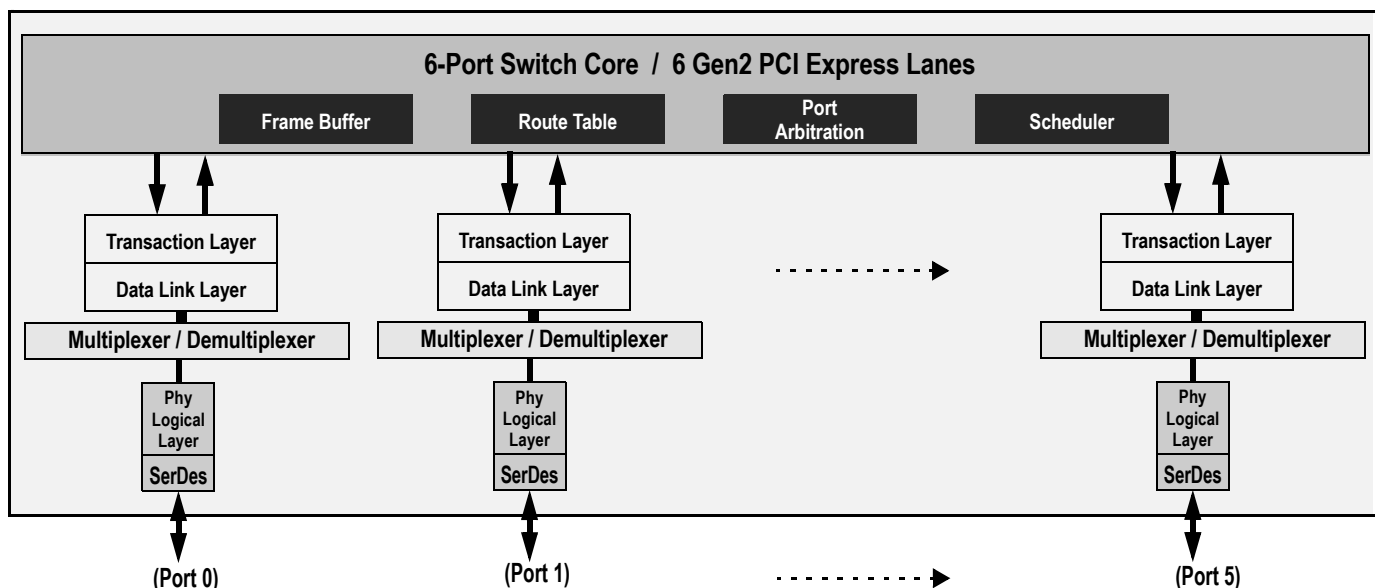 6-Port Switch Core / 6 Gen2 PCI Express Lanes
Frame Buffer
Route Table
Port
Arbitration
Scheduler
Transaction Layer
Data Link Layer
Multiplexer / Demultiplexer
Phy
Logical
Layer
SerDes
(Port 0)
Transaction Layer
Data Link Layer
Multiplexer / Demultiplexer
Phy
Logical
Layer
SerDes
(Port 1)
Transaction Layer
Data Link Layer
Multiplexer / Demultiplexer
Phy
Logical
Layer
SerDes
(Port 5)